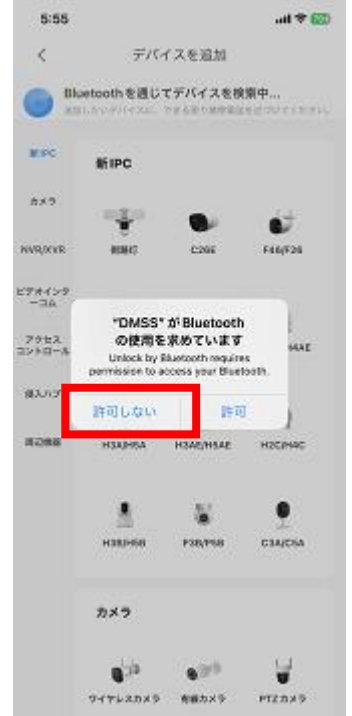 5:55
デバイスを追加
Bluetoothを通じてデバイスを検索中...
新IPC
新IPC
カメラ
NVR/XVR
C26E
F46/F26
ビデオインタ
ーコム
"DMSS"がBluetooth
の使用を求めています
Unlock by Bluetooth requires
permission to access your Bluetooth.
アクセス
コントロール
許可しない
許可
周辺機器
H3A/H5A
H3AE/H5AE
H2C/H4C
H3B/H5B
F3B/P5B
C3A/C5A
カメラ
ワイヤレスカメラ
有線カメラ
PTZカメラ